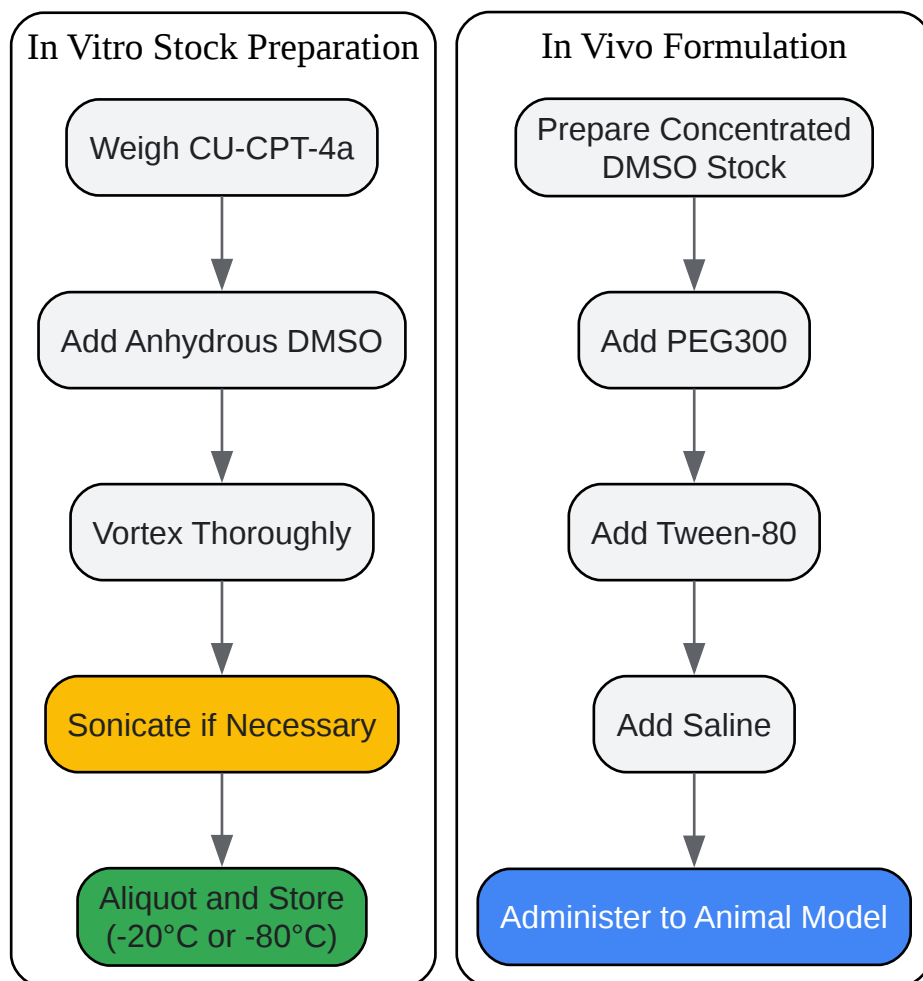 In Vitro Stock Preparation
Weigh CU-CPT-4a
Add Anhydrous DMSO
Vortex Thoroughly
Sonicate if Necessary
Aliquot and Store
(-20°C or -80°C)
In Vivo Formulation
Prepare Concentrated
DMSO Stock
Add PEG300
Add Tween-80
Add Saline
Administer to Animal Model